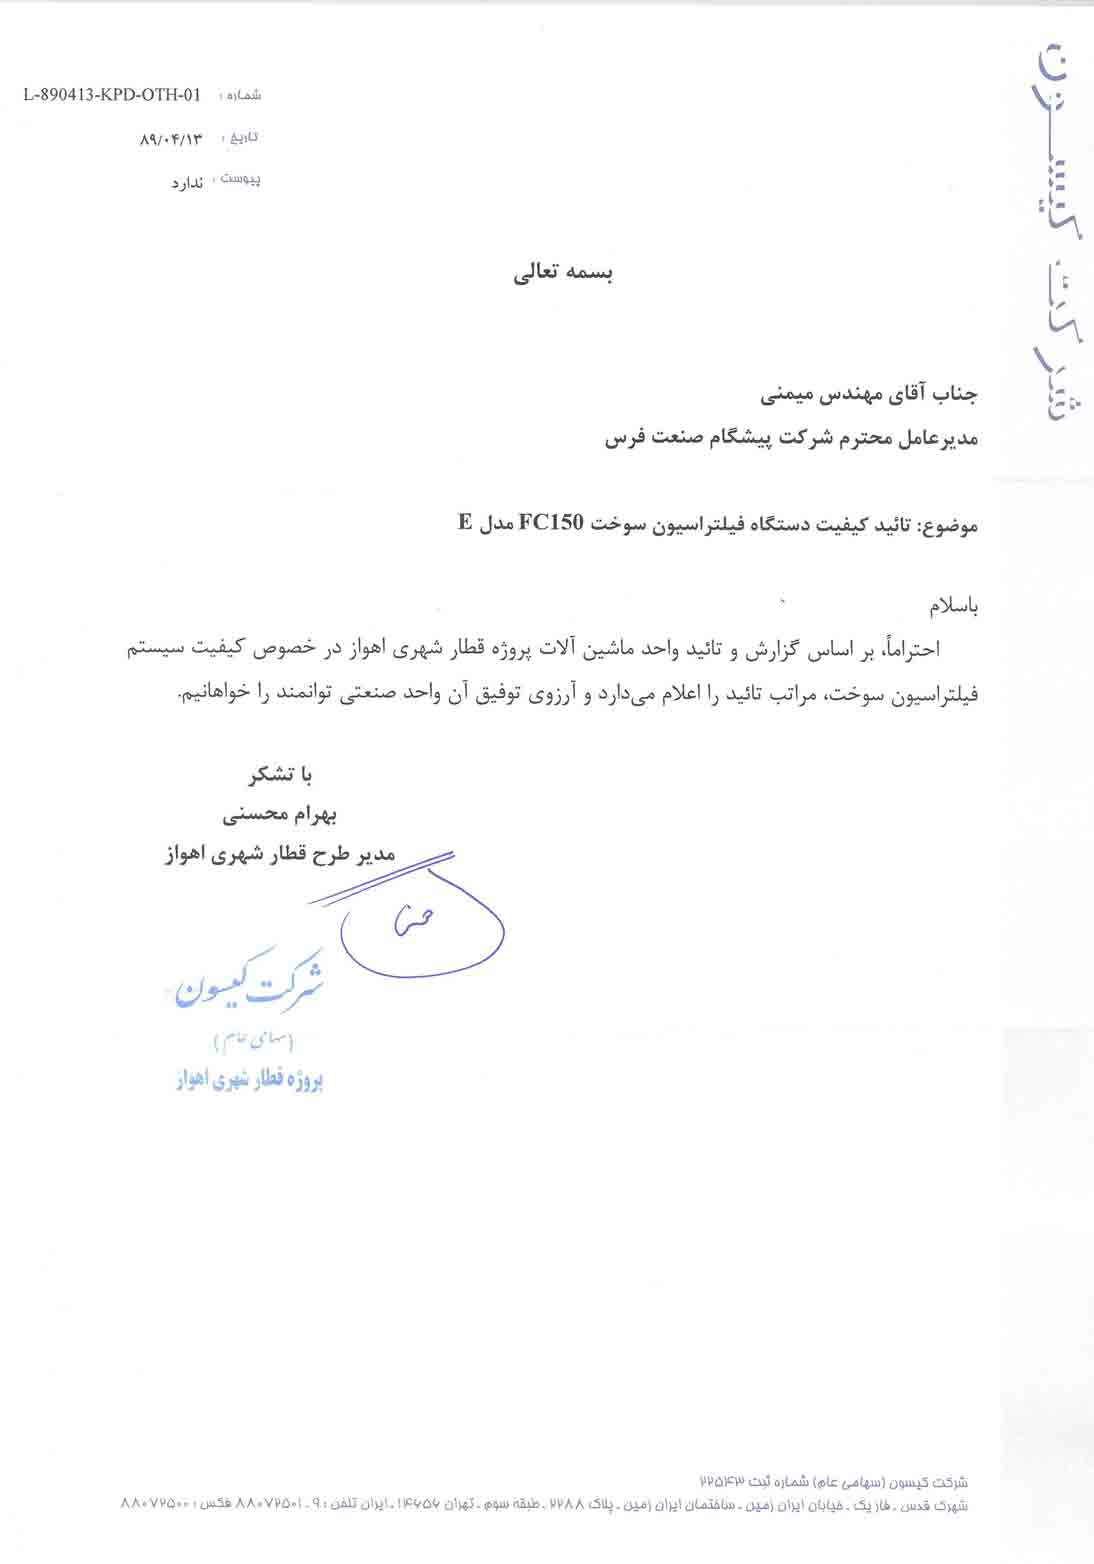 شرکت کیسون
شماره : L-890413-KPD-OTH-01
تاریخ : ۸۹/۰۴/۱۳
پیوست : ندارد
بسمه تعالی
جناب آقای مهندس میمنی
مدیرعامل محترم شرکت پیشگام صنعت فرس
موضوع: تائید کیفیت دستگاه فیلتراسیون سوخت FC150 مدل E
باسلام
احتراماً، بر اساس گزارش و تائید واحد ماشین آلات پروژه قطار شهری اهواز در خصوص کیفیت سیستم
فیلتراسیون سوخت، مراتب تائید را اعلام می‌دارد و آرزوی توفیق آن واحد صنعتی توانمند را خواهانیم.
با تشکر
بهرام محسنی
مدیر طرح قطار شهری اهواز
شرکت کیسون
(سهامی عام)
پروژه قطار شهری اهواز
شرکت کیسون (سهامی عام) شماره ثبت ۲۲۵۴۳
شهرک قدس ـ فاز یک ـ خیابان ایران زمین ـ ساختمان ایران زمین ـ پلاک ۲۲۸۸ ـ طبقه سوم ـ تهران ۱۴۶۵۶ ـ ایران تلفن : ۹ ـ ۸۸۰۷۲۵۰۱ فکس : ۸۸۰۷۲۵۰۰